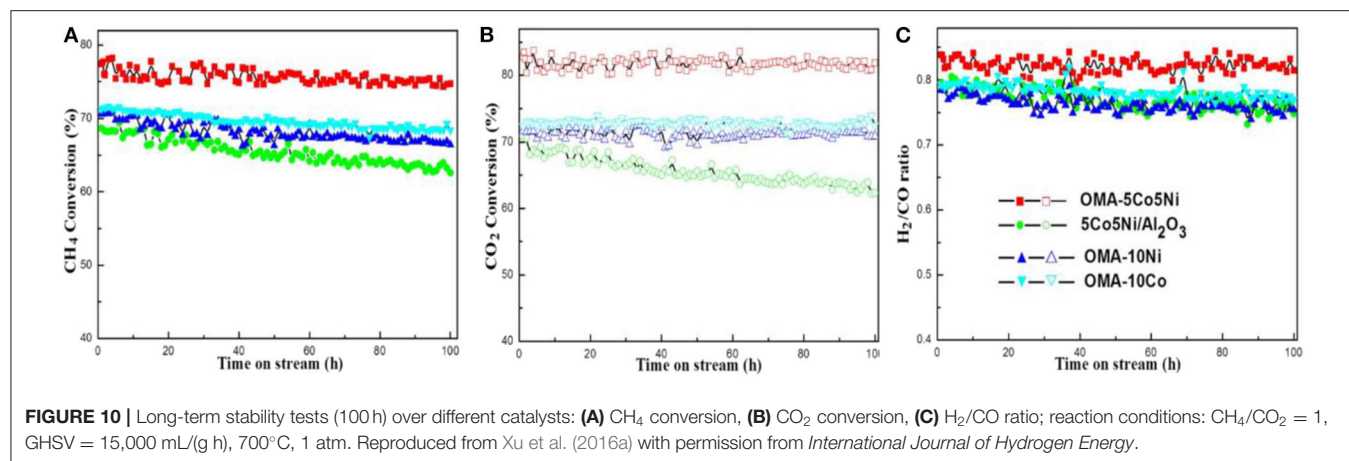 A
80
70
65
60
50
40
CH4 Conversion (%)
0 20 40 60 80 100
Time on stream (h)
B
80
70
60
50
40
CO2 Conversion (%)
0 20 40 60 80 100
Time on stream (h)
C
0.8
0.7
0.8
0.5
0.4
H2/CO ratio
OMA-5Co5Ni
5Co5Ni/Al2O3
OMA-10Ni
OMA-10Co
0 20 40 60 80 100
Time on stream (h)
FIGURE 10 | Long-term stability tests (100 h) over different catalysts: (A) CH4 conversion, (B) CO2 conversion, (C) H2/CO ratio; reaction conditions: CH4/CO2 = 1,
GHSV = 15,000 mL/(g h), 700°C, 1 atm. Reproduced from Xu et al. (2016a) with permission from International Journal of Hydrogen Energy.